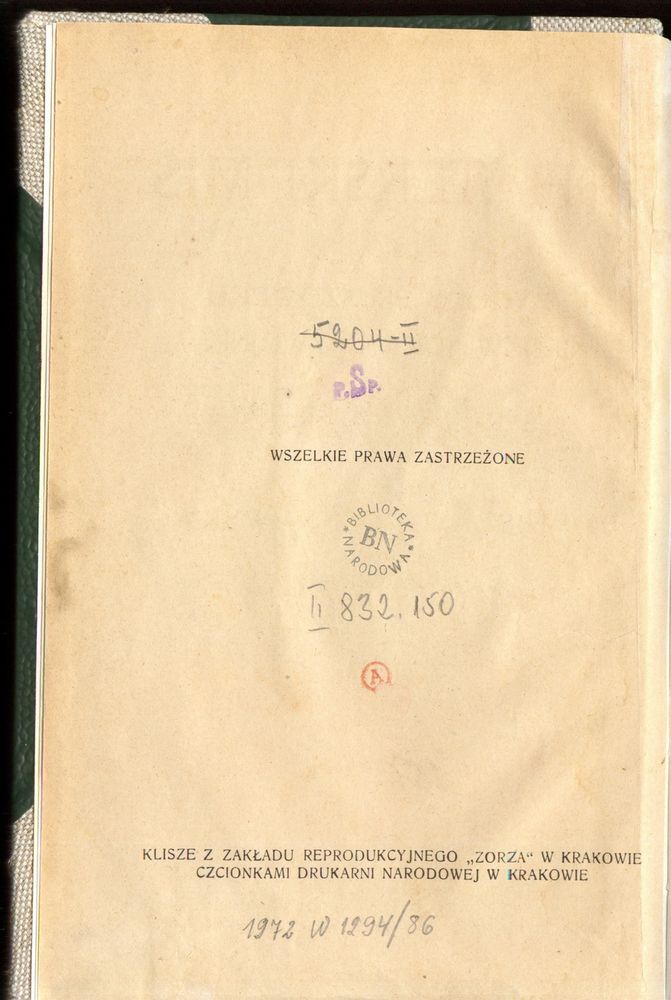 5204-II
P.S.P.
WSZELKIE PRAWA ZASTRZEŻONE
*BIBLIOTEKA*
BN
NARODOWA
II 832.150
A
KLISZE Z ZAKŁADU REPRODUKCYJNEGO „ZORZA“ W KRAKOWIE
CZCIONKAMI DRUKARNI NARODOWEJ W KRAKOWIE
1972 W 1294/86